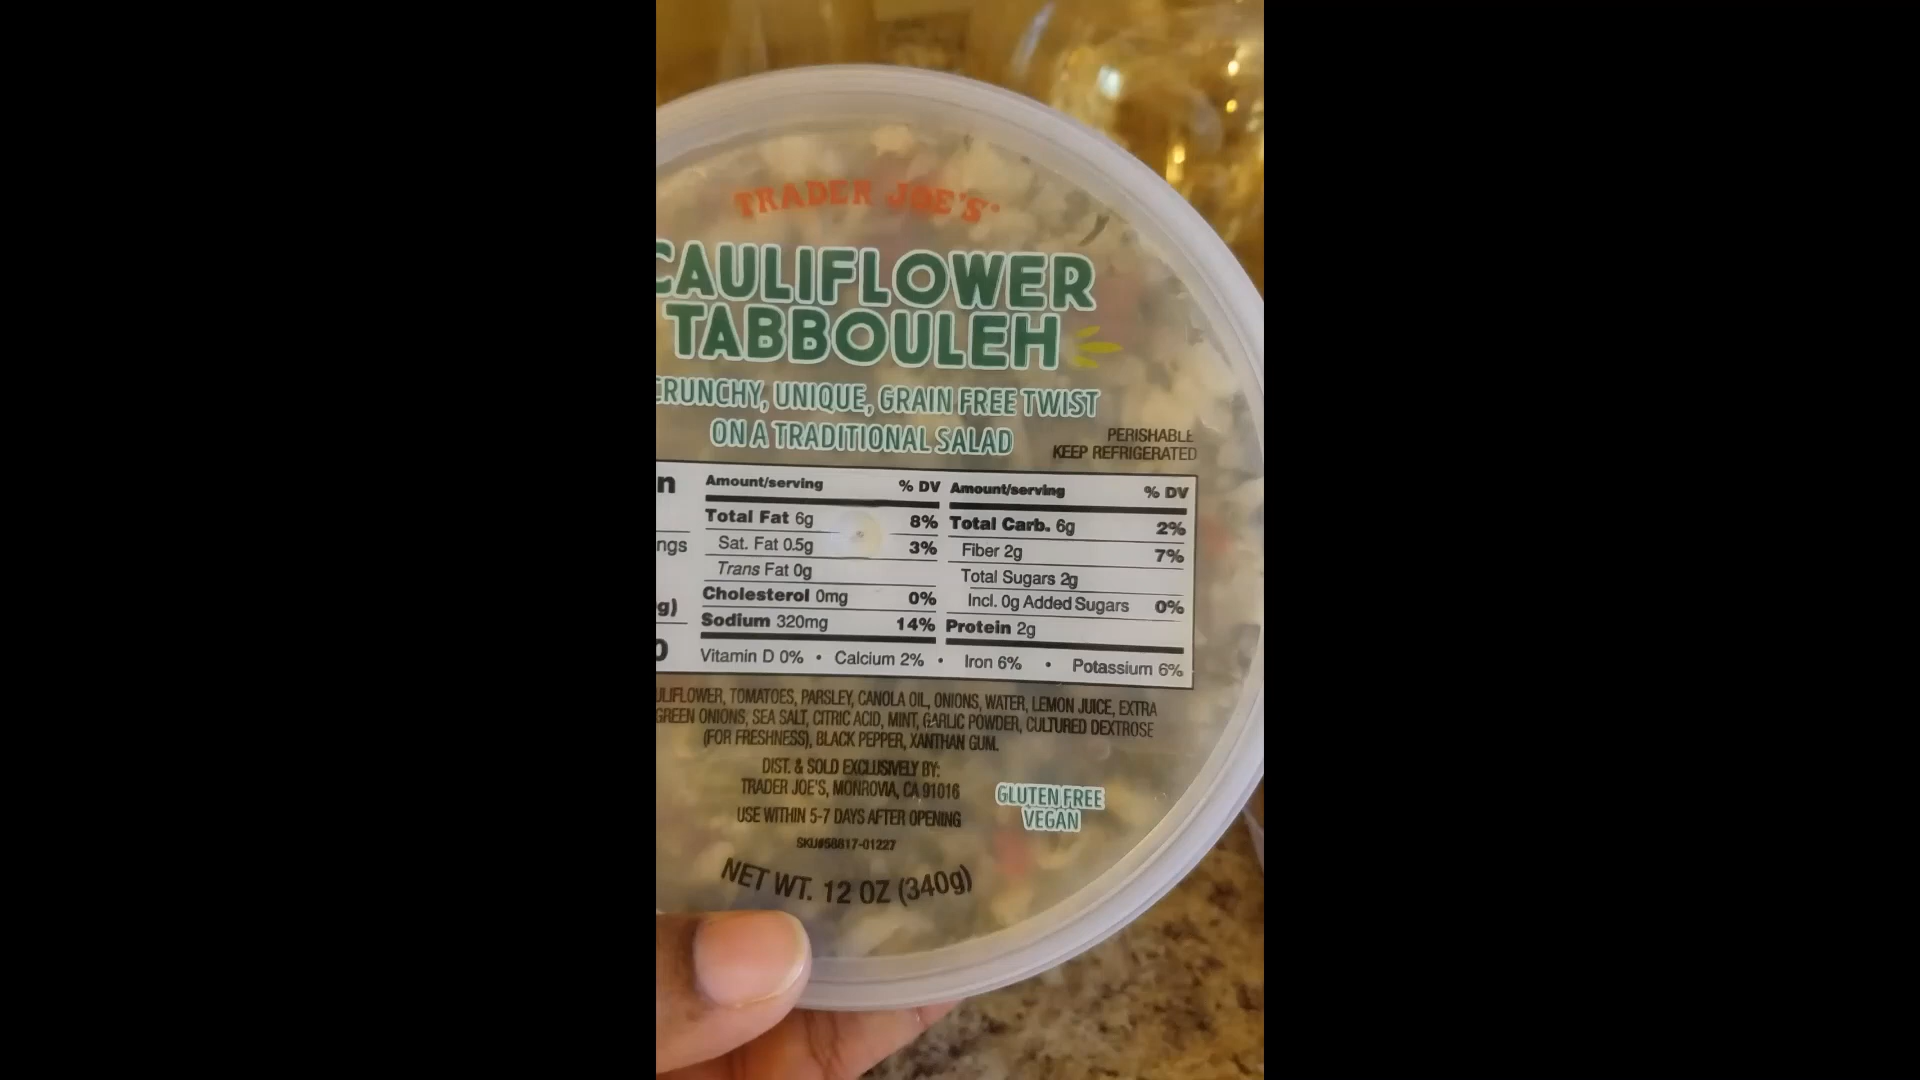 TRADER JOE'S
CAULIFLOWER
TABBOULEH
CRUNCHY, UNIQUE, GRAIN FREE TWIST
ON A TRADITIONAL SALAD
PERISHABLE
KEEP REFRIGERATED
Amount/serving % DV
Total Fat 6g 8%
Sat. Fat 0.5g 3%
Trans Fat 0g
Cholesterol 0mg 0%
Sodium 320mg 14%
Amount/serving % DV
Total Carb. 6g 2%
Fiber 2g 7%
Total Sugars 2g
Incl. 0g Added Sugars 0%
Protein 2g
Vitamin D 0% • Calcium 2% • Iron 6% • Potassium 6%
ULIFLOWER, TOMATOES, PARSLEY, CANOLA OIL, ONIONS, WATER, LEMON JUICE, EXTRA
GREEN ONIONS, SEA SALT, CITRIC ACID, MINT, GARLIC POWDER, CULTURED DEXTROSE
(FOR FRESHNESS), BLACK PEPPER, XANTHAN GUM.
DIST. & SOLD EXCLUSIVELY BY:
TRADER JOE'S, MONROVIA, CA 91016
USE WITHIN 5-7 DAYS AFTER OPENING
SKU#58817-01227
GLUTEN FREE
VEGAN
NET WT. 12 OZ (340g)